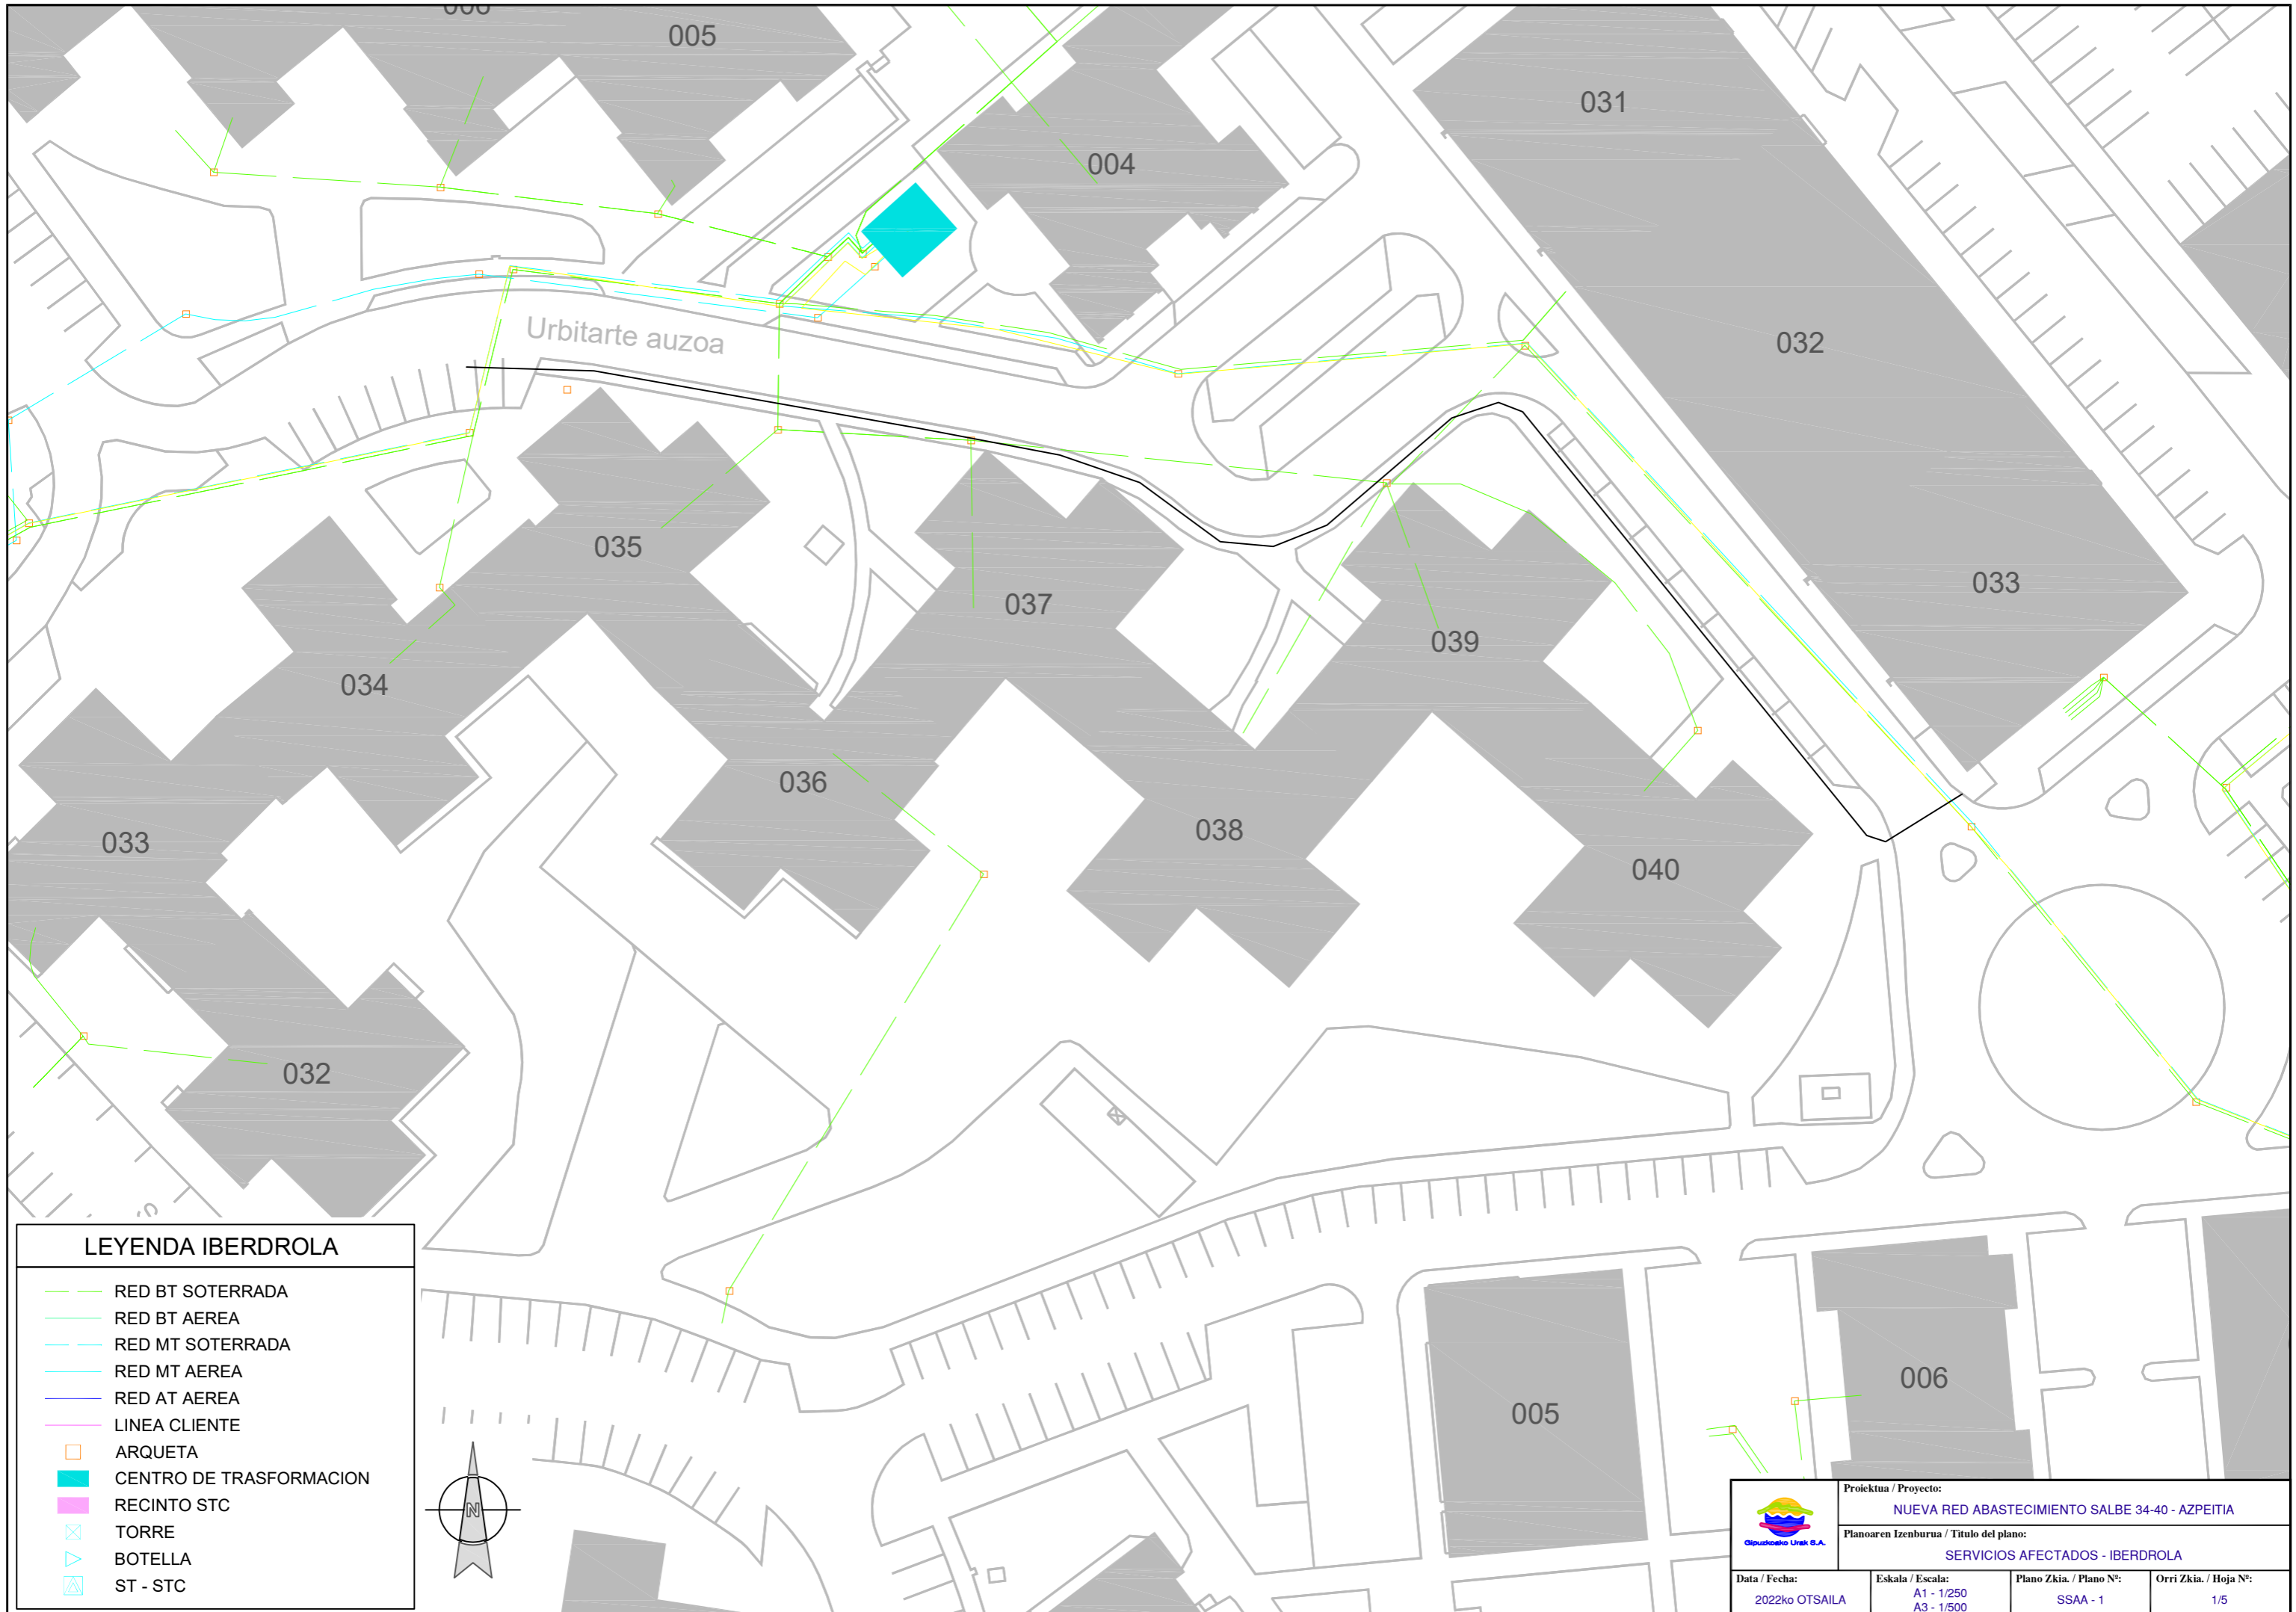 006
005
004
031
032
033
Urbitarte auzoa
035
037
039
034
036
033
038
040
032
S
005
006
LEYENDA IBERDROLA
RED BT SOTERRADA
RED BT AEREA
RED MT SOTERRADA
RED MT AEREA
RED AT AEREA
LINEA CLIENTE
ARQUETA
CENTRO DE TRASFORMACION
RECINTO STC
TORRE
BOTELLA
ST - STC
N
Gipuzkoako Urak S.A.
Proiektua / Proyecto:
NUEVA RED ABASTECIMIENTO SALBE 34-40 - AZPEITIA
Planoaren Izenburua / Titulo del plano:
SERVICIOS AFECTADOS - IBERDROLA
Data / Fecha:
2022ko OTSAILA
Eskala / Escala:
A1 - 1/250
A3 - 1/500
Plano Zkia. / Plano Nº:
SSAA - 1
Orri Zkia. / Hoja Nº:
1/5